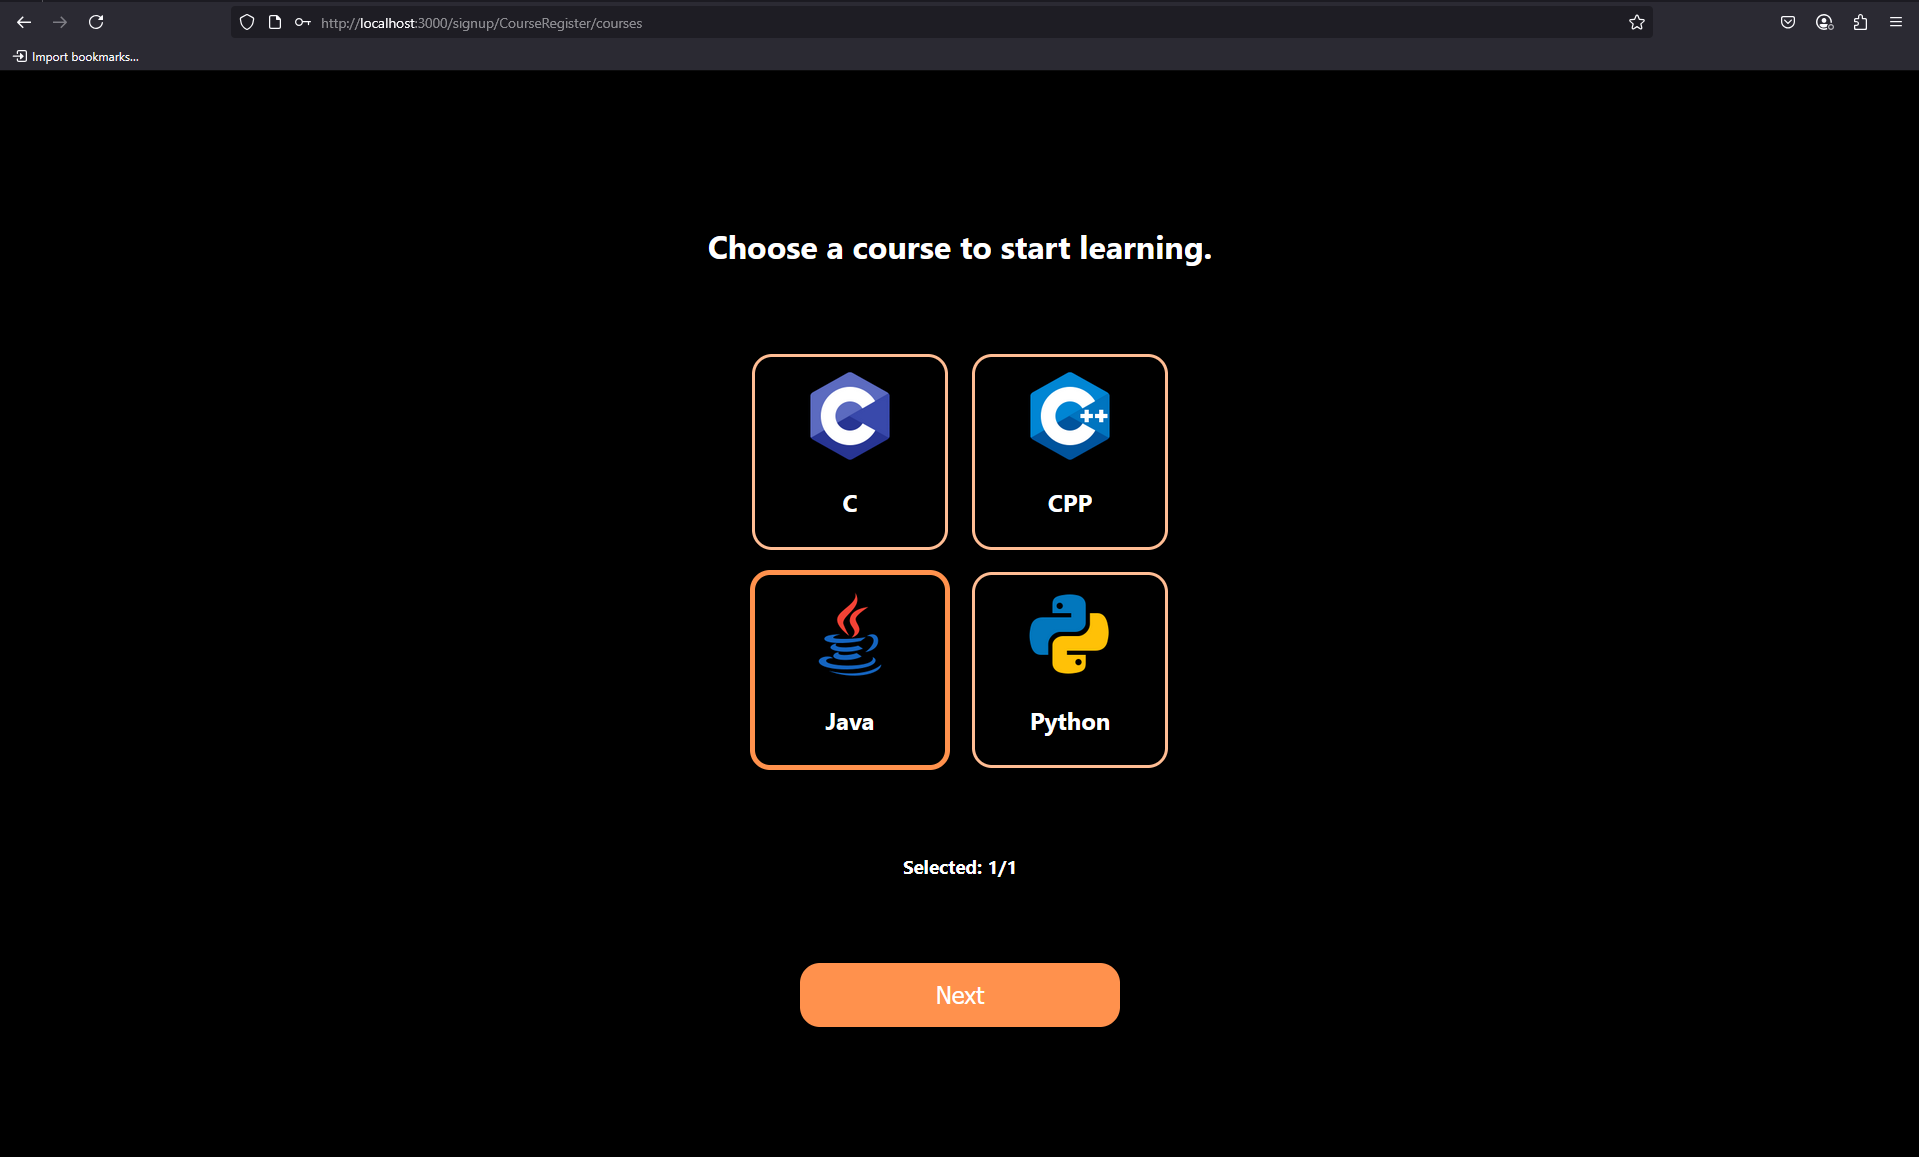 http://localhost:3000/signup/CourseRegister/courses
Import bookmarks...
Choose a course to start learning.
C
C++
C
CPP
Java
Python
Selected: 1/1
Next